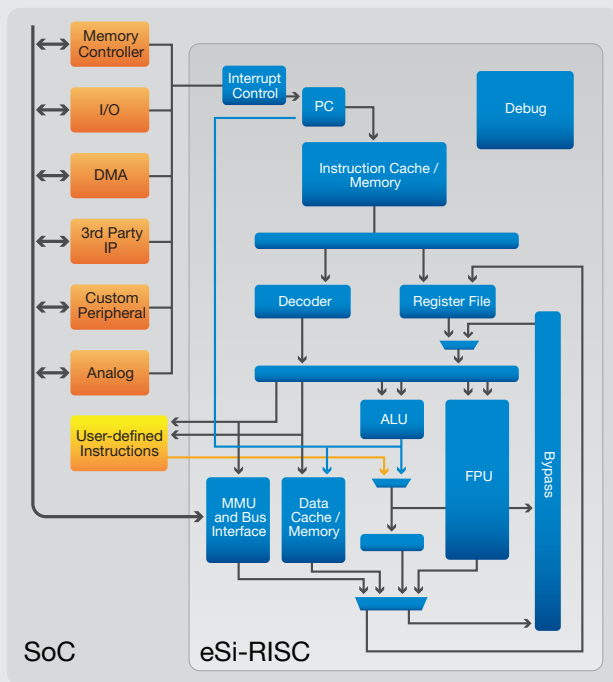 Memory
Controller
I/O
DMA
3rd Party
IP
Custom
Peripheral
Analog
User-defined
Instructions
Interrupt
Control
PC
Debug
Instruction Cache /
Memory
Decoder
Register File
ALU
FPU
Bypass
MMU
and Bus
Interface
Data
Cache /
Memory
SoC
eSi-RISC